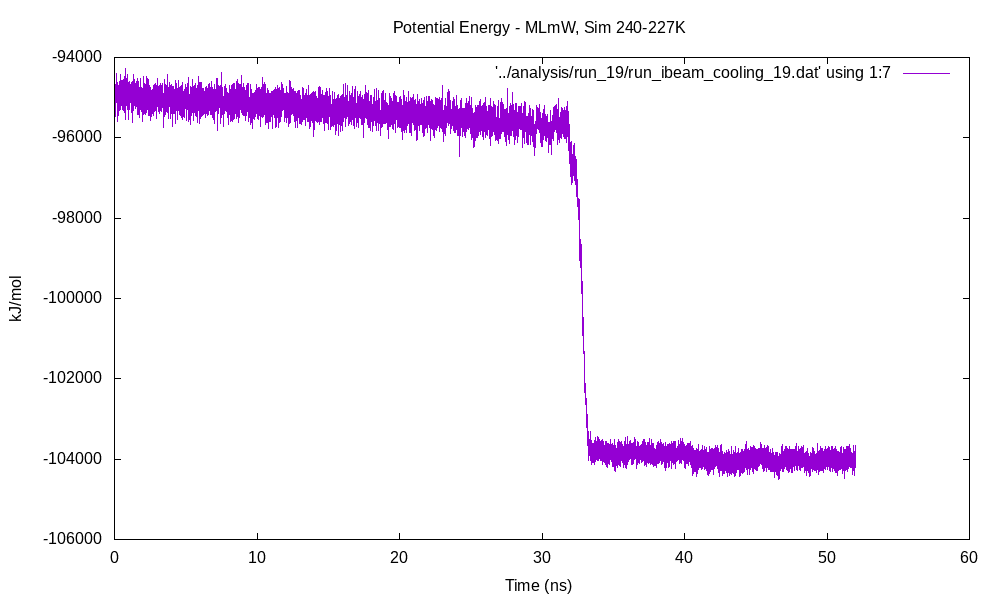 Potential Energy - MLmW, Sim 240-227K
'../analysis/run_19/run_ibeam_cooling_19.dat' using 1:7
-94000
-96000
-98000
-100000
-102000
-104000
-106000
kJ/mol
0 10 20 30 40 50 60
Time (ns)